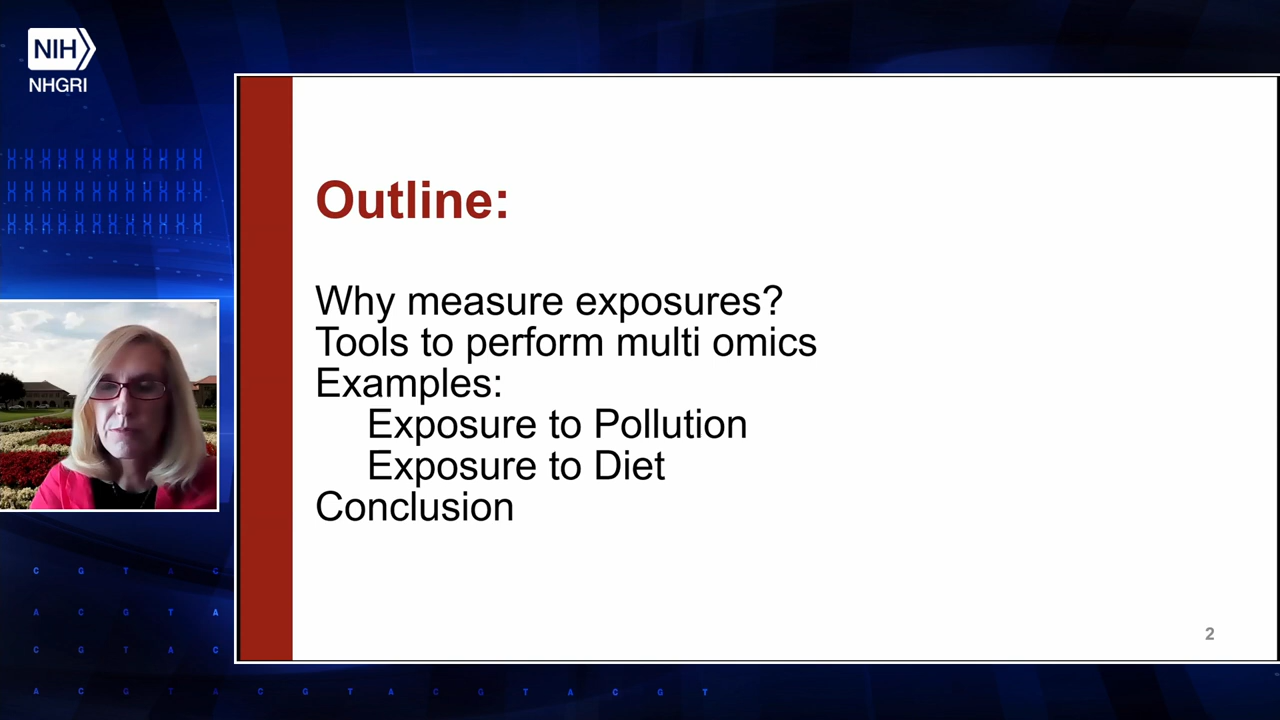 NIH
NHGRI
Outline:
Why measure exposures?
Tools to perform multi omics
Examples:
Exposure to Pollution
Exposure to Diet
Conclusion
2
C G T A C
A C G T A
C G T A C
A C G T A C G T A C G T A C G T